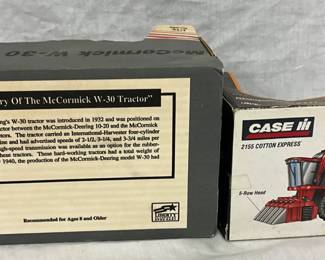 McCormick W-30
ry Of The McCormick W-30 Tractor"
ng's W-30 tractor was introduced in 1932 and was positioned on
ctor between the McCormick-Deering 10-20 and the McCormick
tractor. The tractor carried an International-Harvester four-cylinder
ine and had advertised speeds of 2-1/2, 3-1/4, and 3-3/4 miles per
high-speed transmission was available as an option for the rubber-
these tractors. These hard-working tractors had a total weight of
1940, the production of the McCormick model W-30 had
Recommended for Ages 8 and Older
LIBERTY
CASE IH
2155 COTTON EXPRESS
5-Row Head